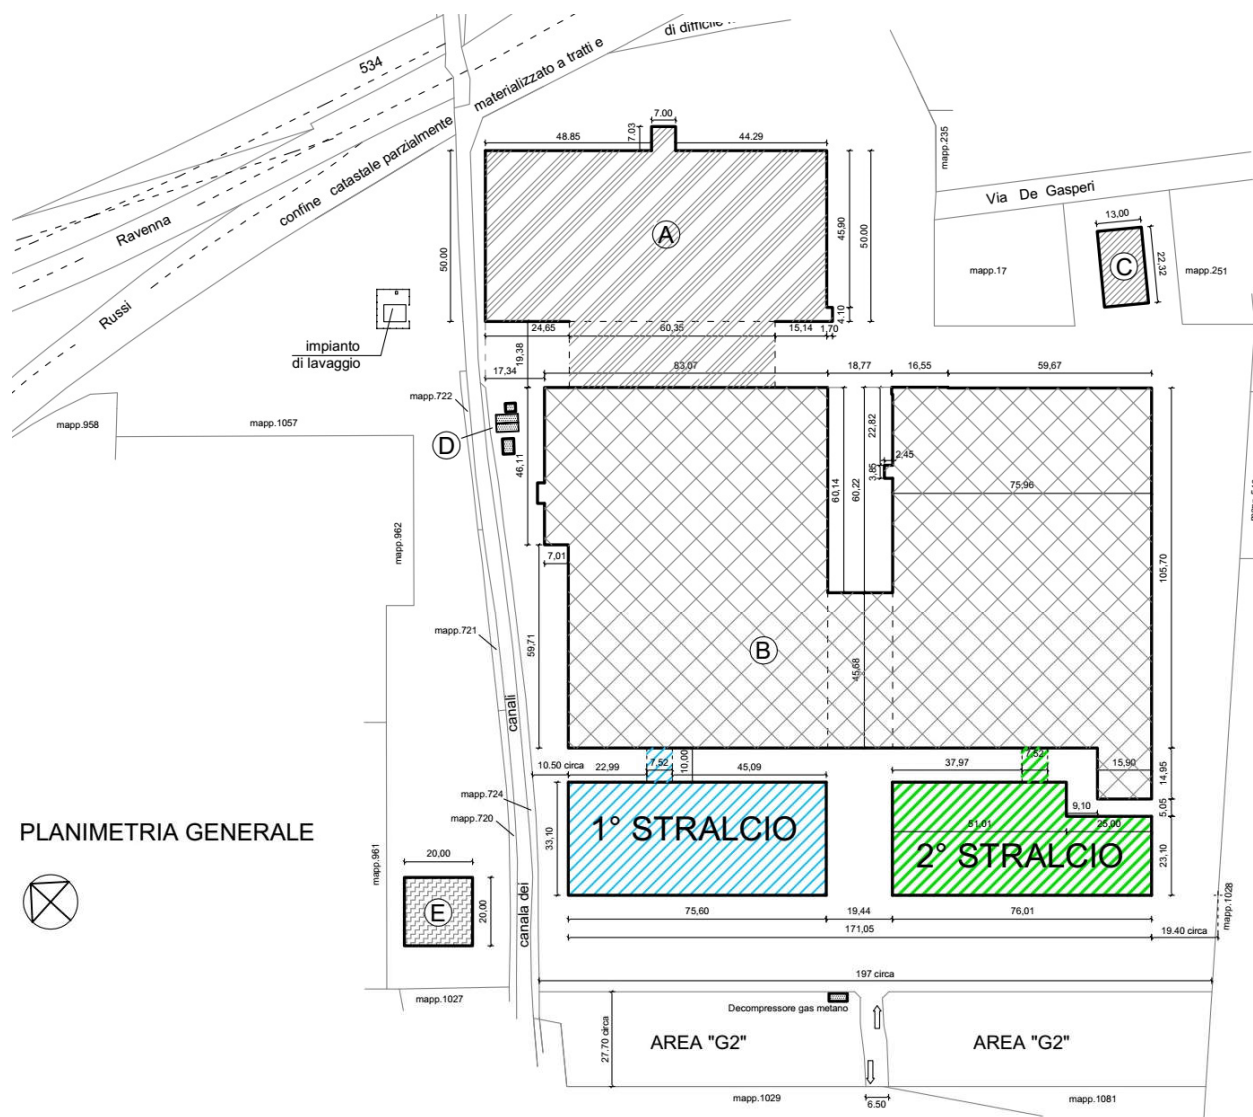 534
Ravenna
Russi
confine catastale parzialmente materializzato a tratti e
di difficile
impianto
di lavaggio
7.00
7.03
48.85
44.29
50.00
A
45,90
50.00
4.10
24,65
60,35
15,14
1,70
mapp.235
Via De Gasperi
13,00
C
22,32
mapp.17
mapp.251
19,38
17,34
83,07
18,77
16,55
59,67
mapp.722
mapp.958
mapp.1057
D
46,11
22,82
2,45
3,85
60,14
60,22
75,96
105,70
mapp.962
7,01
mapp.721
59,71
B
45,68
canali
10.50 circa
22,99
7,52
10,00
45,09
37,97
7,52
15,90
14,95
5,05
mapp.724
mapp.720
33,10
1° STRALCIO
9,10
51,01
25,00
2° STRALCIO
23,10
PLANIMETRIA GENERALE
mapp.961
20,00
E
20,00
canala dei
75,60
19,44
76,01
171,05
19.40 circa
mapp.1028
197 circa
mapp.1027
Decompressore gas metano
27.70 circa
AREA "G2"
AREA "G2"
6.50
mapp.1029
mapp.1081